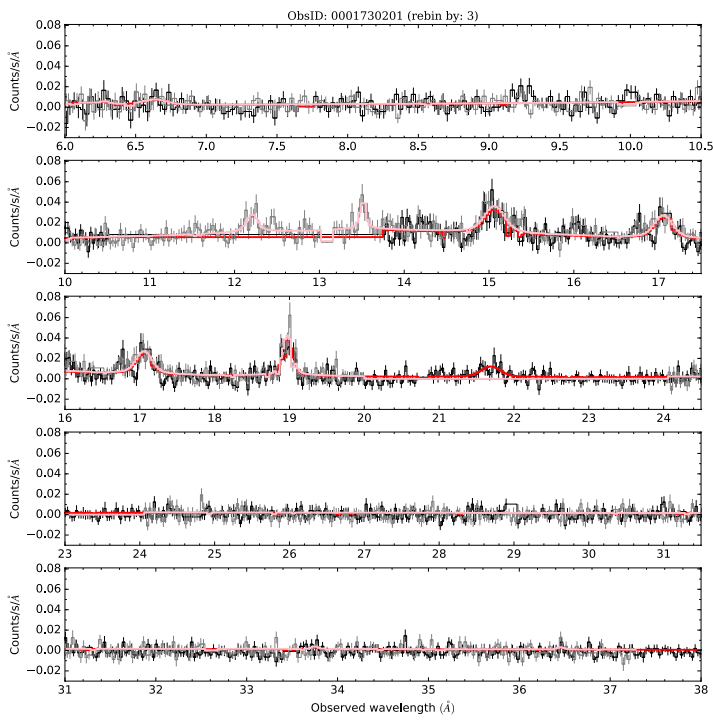 ObsID: 0001730201 (rebin by: 3)
0.08
0.06
0.04
0.02
0.00
−0.02
Counts/s/Å
6.0 6.5 7.0 7.5 8.0 8.5 9.0 9.5 10.0 10.5
0.08
0.06
0.04
0.02
0.00
−0.02
Counts/s/Å
10 11 12 13 14 15 16 17
0.08
0.06
0.04
0.02
0.00
−0.02
Counts/s/Å
16 17 18 19 20 21 22 23 24
0.08
0.06
0.04
0.02
0.00
−0.02
Counts/s/Å
23 24 25 26 27 28 29 30 31
0.08
0.06
0.04
0.02
0.00
−0.02
Counts/s/Å
31 32 33 34 35 36 37 38
Observed wavelength (Å)